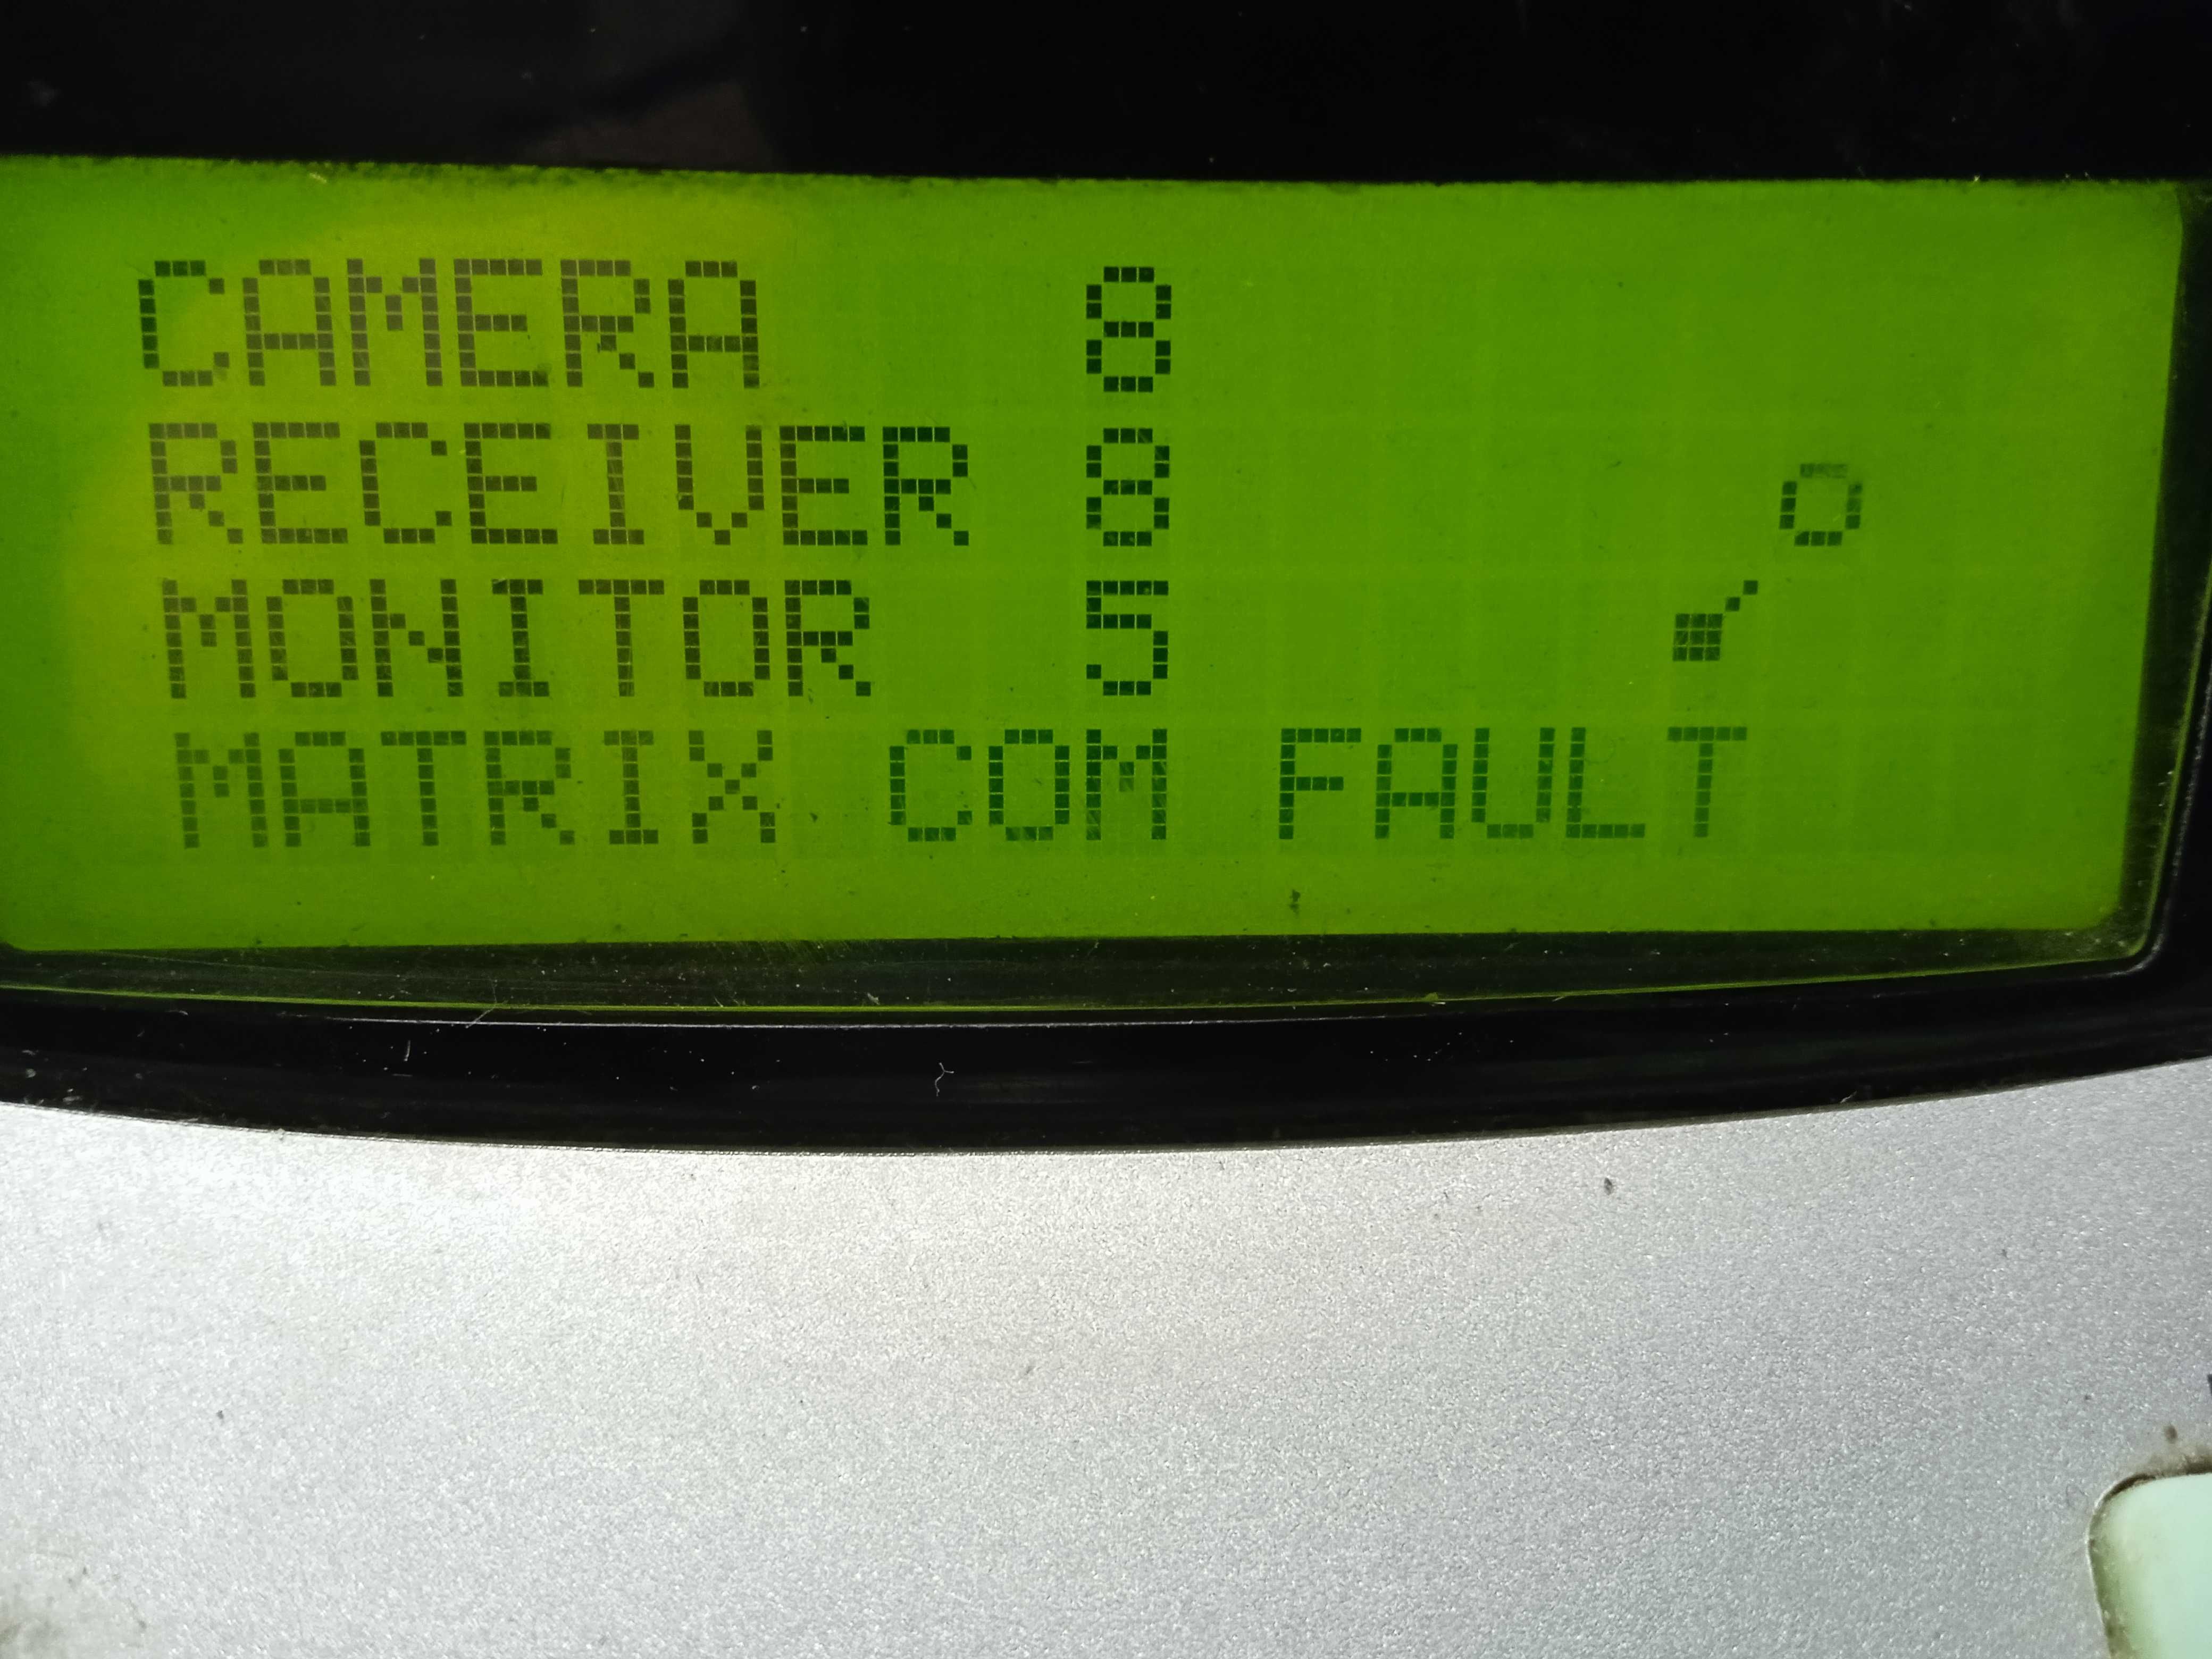 CAMERA 8
RECEIVER 8
MONITOR 5
MATRIX COM FAULT